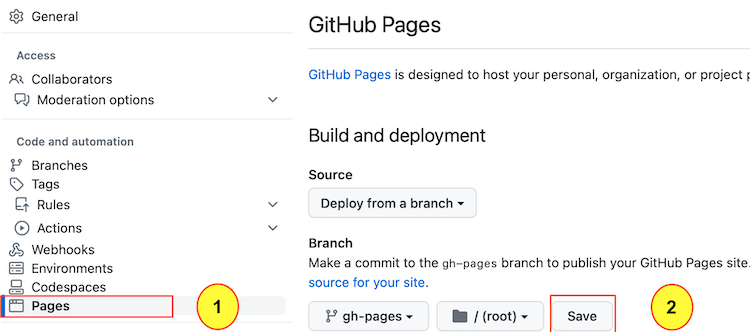 General
Access
Collaborators
Moderation options
Code and automation
Branches
Tags
Rules
Actions
Webhooks
Environments
Codespaces
Pages
1
GitHub Pages
GitHub Pages is designed to host your personal, organization, or project p
Build and deployment
Source
Deploy from a branch
Branch
Make a commit to the gh-pages branch to publish your GitHub Pages site.
source for your site.
gh-pages
/ (root)
Save
2